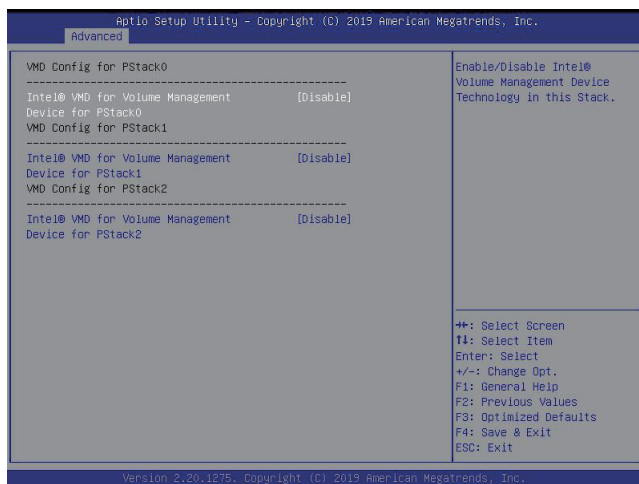 Aptio Setup Utility – Copyright (C) 2019 American Megatrends, Inc.
Advanced
VMD Config for PStack0
------------------------------------------------
Intel® VMD for Volume Management [Disable]
Device for PStack0
VMD Config for PStack1
------------------------------------------------
Intel® VMD for Volume Management [Disable]
Device for PStack1
VMD Config for PStack2
------------------------------------------------
Intel® VMD for Volume Management [Disable]
Device for PStack2
Enable/Disable Intel®
Volume Management Device
Technology in this Stack.
→←: Select Screen
↑↓: Select Item
Enter: Select
+/-: Change Opt.
F1: General Help
F2: Previous Values
F3: Optimized Defaults
F4: Save & Exit
ESC: Exit
Version 2.20.1275. Copyright (C) 2019 American Megatrends, Inc.